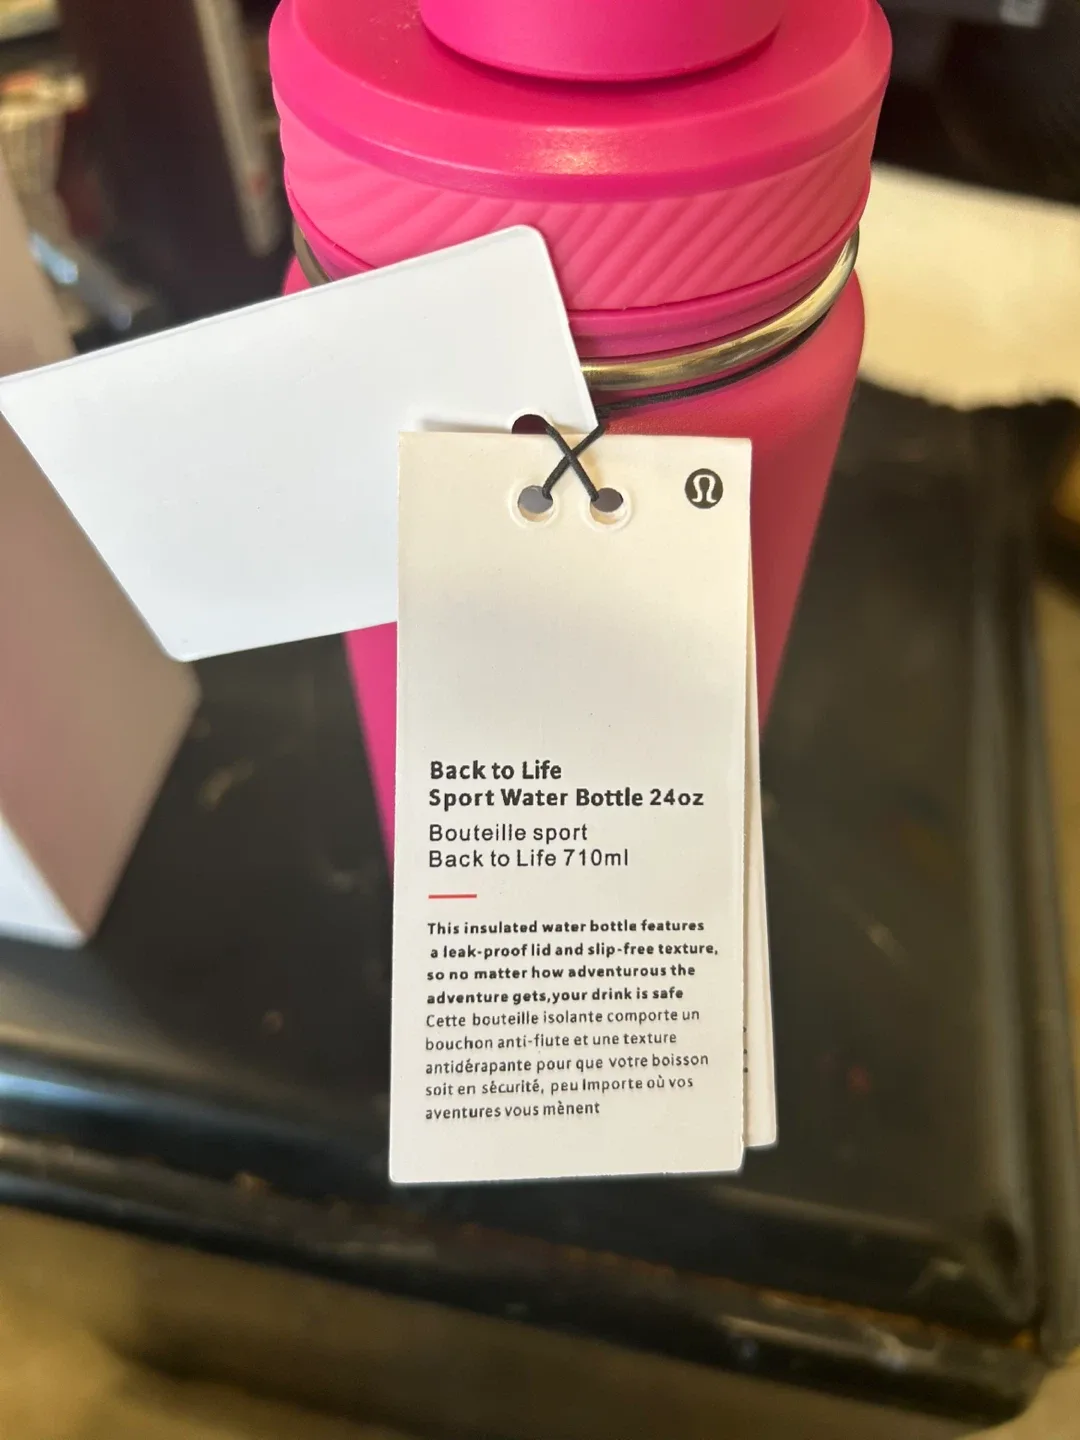 Back to Life
Sport Water Bottle 24oz
Bouteille sport
Back to Life 710ml
This insulated water bottle features
a leak-proof lid and slip-free texture,
so no matter how adventurous the
adventure gets,your drink is safe
Cette bouteille isolante comporte un
bouchon anti-fiute et une texture
antidérapante pour que votre boisson
soit en sécurité, peu Importe où vos
aventures vous mènent